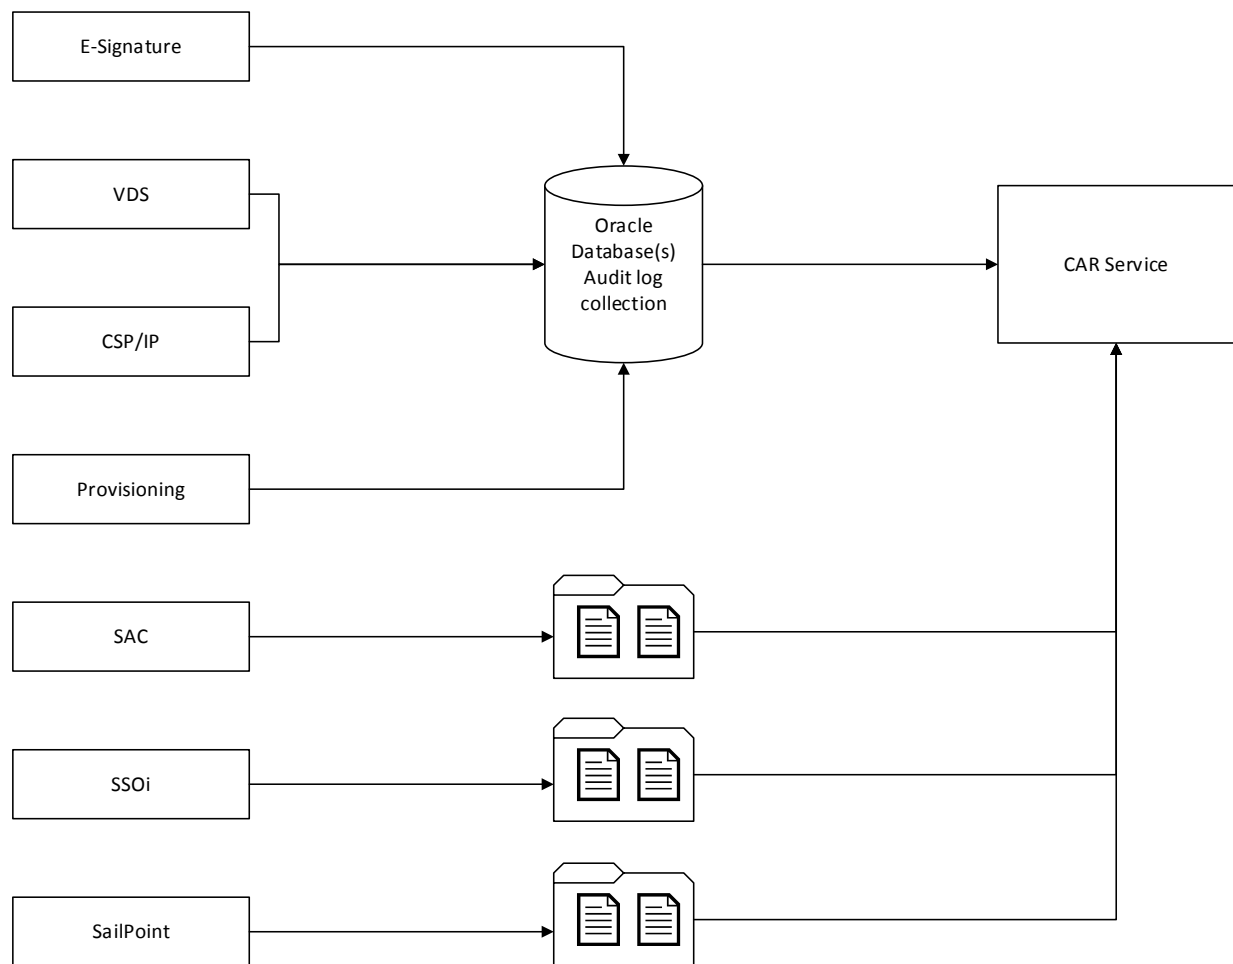 E-Signature
VDS
CSP/IP
Provisioning
SAC
SSOi
SailPoint
Oracle
Database(s)
Audit log
collection
CAR Service